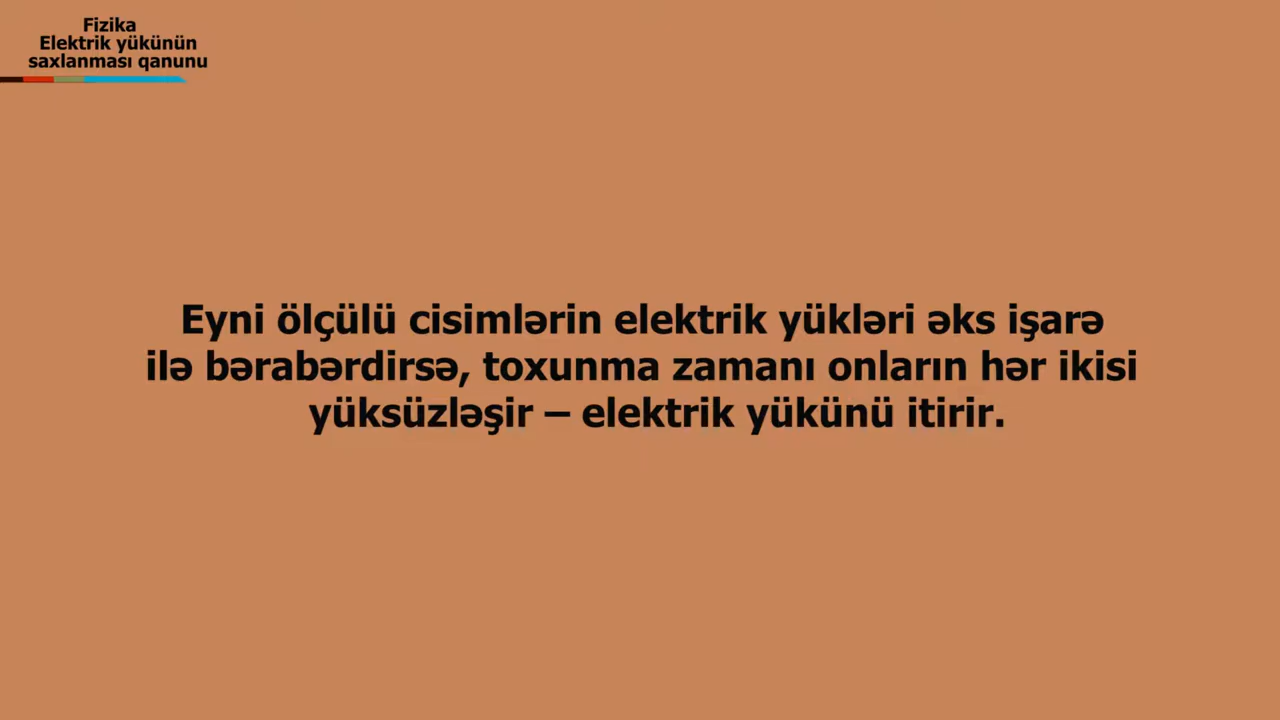 Fizika
Elektrik yükünün
saxlanması qanunu
Eyni ölçülü cisimlərin elektrik yükləri əks işarə
ilə bərabərdirsə, toxunma zamanı onların hər ikisi
yüksüzləşir – elektrik yükünü itirir.